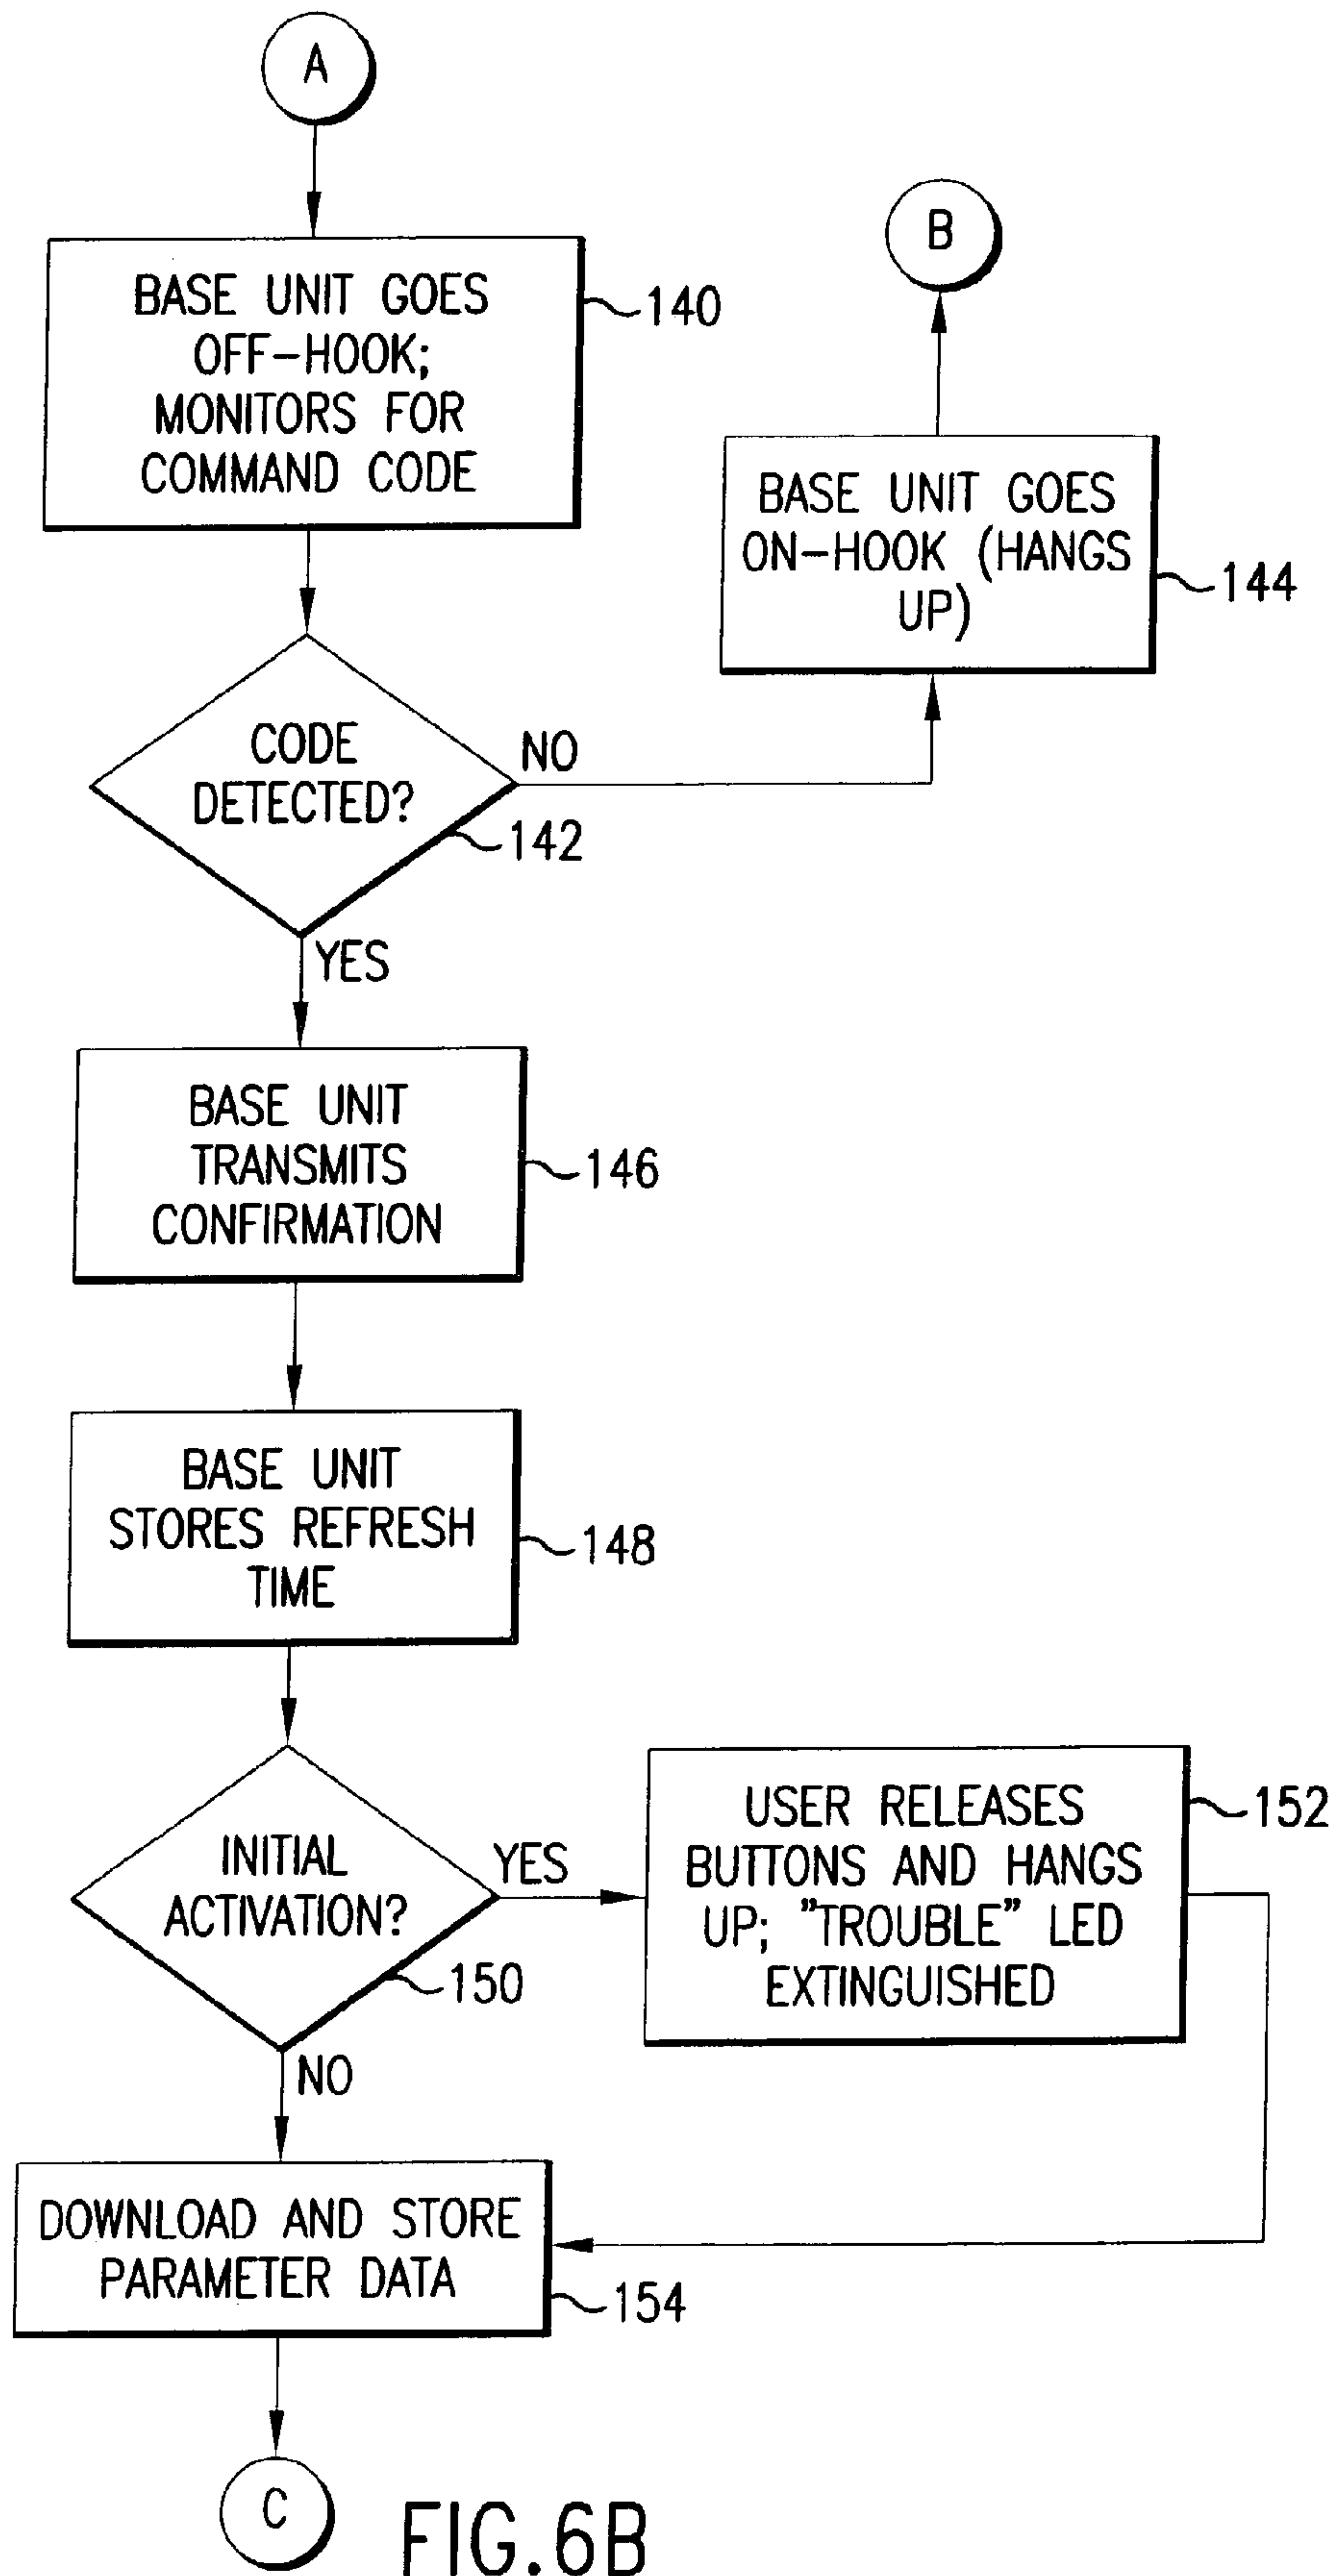 A
BASE UNIT GOES
OFF-HOOK;
MONITORS FOR
COMMAND CODE
140
B
BASE UNIT GOES
ON-HOOK (HANGS
UP)
144
CODE
DETECTED?
NO
142
YES
BASE UNIT
TRANSMITS
CONFIRMATION
146
BASE UNIT
STORES REFRESH
TIME
148
INITIAL
ACTIVATION?
YES
150
NO
USER RELEASES
BUTTONS AND HANGS
UP; "TROUBLE" LED
EXTINGUISHED
152
DOWNLOAD AND STORE
PARAMETER DATA
154
C
FIG.6B